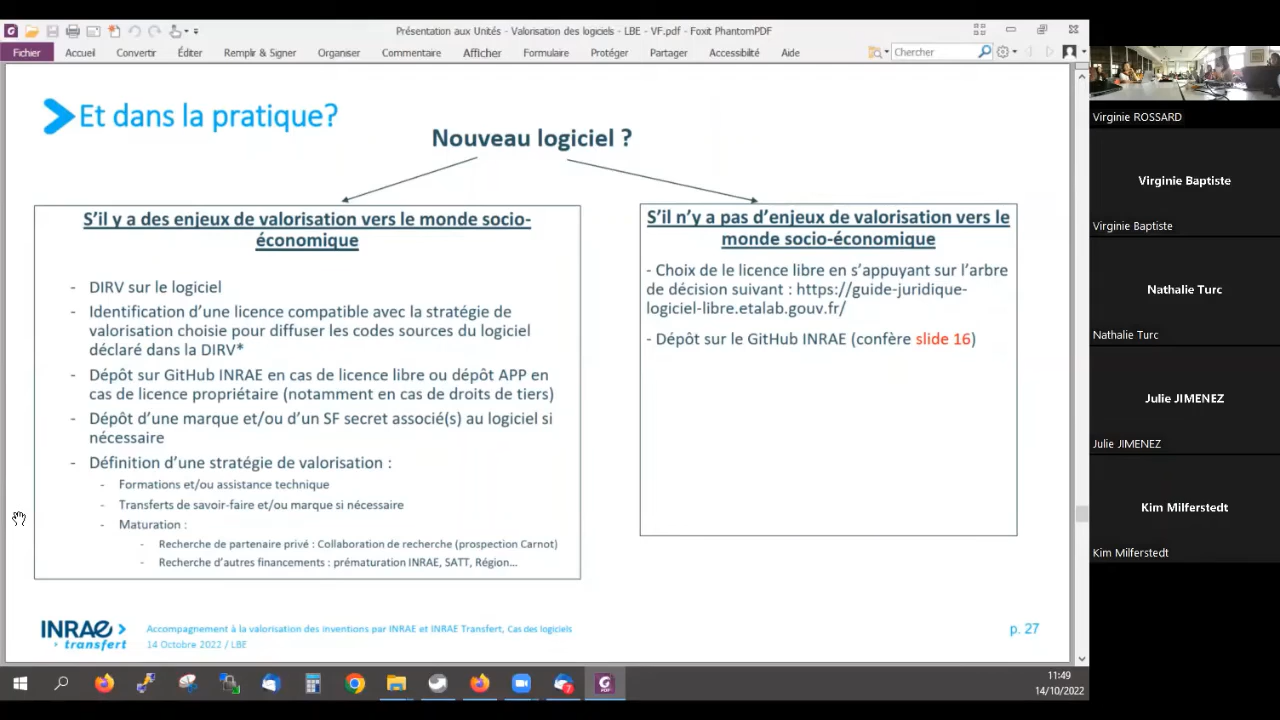 Présentation aux Unités - Valorisation des logiciels - LBE - VF.pdf - Foxit PhantomPDF
Fichier Accueil Convertir Éditer Remplir & Signer Organiser Commentaire Afficher Formulaire Protéger Partager Accessibilité Aide Chercher
Et dans la pratique?
Nouveau logiciel ?
S’il y a des enjeux de valorisation vers le monde socio-
économique
- DIRV sur le logiciel
- Identification d’une licence compatible avec la stratégie de
valorisation choisie pour diffuser les codes sources du logiciel
déclaré dans la DIRV*
- Dépôt sur GitHub INRAE en cas de licence libre ou dépôt APP en
cas de licence propriétaire (notamment en cas de droits de tiers)
- Dépôt d’une marque et/ou d’un SF secret associé(s) au logiciel si
nécessaire
- Définition d’une stratégie de valorisation :
- Formations et/ou assistance technique
- Transferts de savoir-faire et/ou marque si nécessaire
- Maturation :
- Recherche de partenaire privé : Collaboration de recherche (prospection Carnot)
- Recherche d’autres financements : prématuration INRAE, SATT, Région...
S’il n’y a pas d’enjeux de valorisation vers le
monde socio-économique
- Choix de le licence libre en s’appuyant sur l’arbre
de décision suivant : https://guide-juridique-
logiciel-libre.etalab.gouv.fr/
- Dépôt sur le GitHub INRAE (confère slide 16)
INRAE
transfert
Accompagnement à la valorisation des inventions par INRAE et INRAE Transfert, Cas des logiciels
14 Octobre 2022 / LBE
p. 27
11:49
14/10/2022
Virginie ROSSARD
Virginie Baptiste
Virginie Baptiste
Nathalie Turc
Nathalie Turc
Julie JIMENEZ
Julie JIMENEZ
Kim Milferstedt
Kim Milferstedt